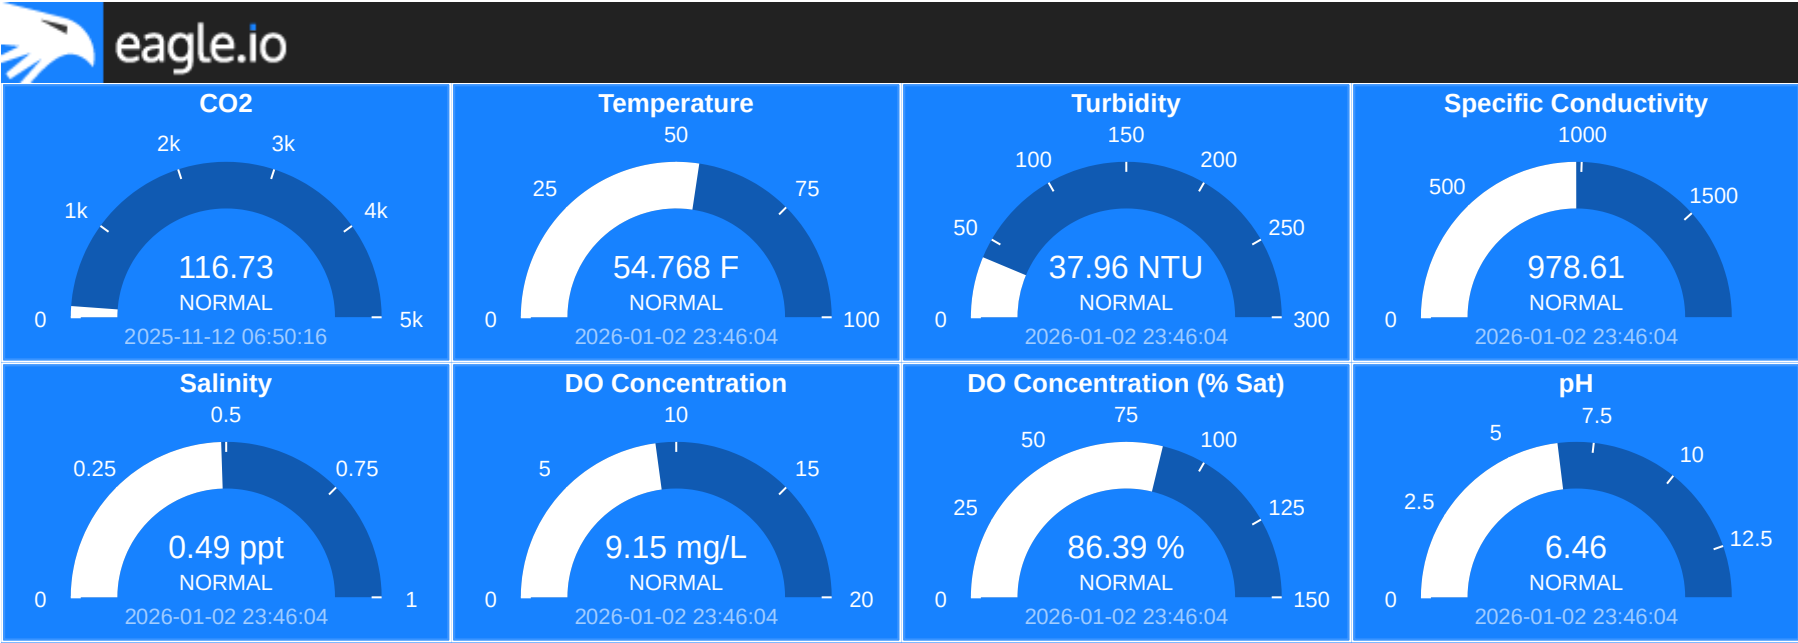 eagle.io
CO2
0
1k
2k
3k
4k
5k
116.73
NORMAL
2025-11-12 06:50:16
Temperature
0
25
50
75
100
54.768 F
NORMAL
2026-01-02 23:46:04
Turbidity
0
50
100
150
200
250
300
37.96 NTU
NORMAL
2026-01-02 23:46:04
Specific Conductivity
0
500
1000
1500
978.61
NORMAL
2026-01-02 23:46:04
Salinity
0
0.25
0.5
0.75
1
0.49 ppt
NORMAL
2026-01-02 23:46:04
DO Concentration
0
5
10
15
20
9.15 mg/L
NORMAL
2026-01-02 23:46:04
DO Concentration (% Sat)
0
25
50
75
100
125
150
86.39 %
NORMAL
2026-01-02 23:46:04
pH
0
2.5
5
7.5
10
12.5
6.46
NORMAL
2026-01-02 23:46:04